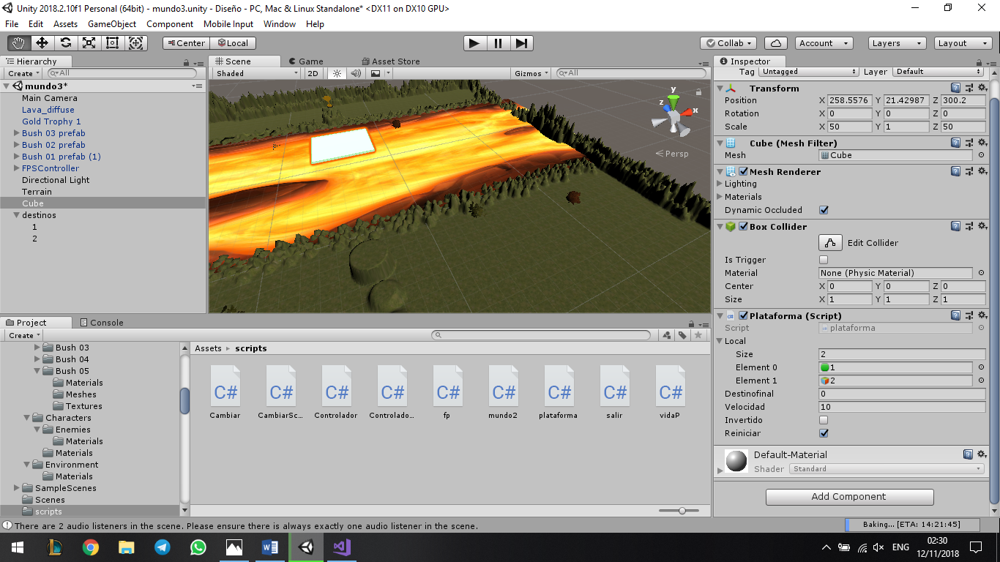 Unity 2018.2.10f1 Personal (64bit) - mundo3.unity - Diseño - PC, Mac & Linux Standalone* <DX11 on DX10 GPU>
File Edit Assets GameObject Component Mobile Input Window Help
Center Local Collab Account Layers Layout
Hierarchy
Create All
mundo3*
Main Camera
Lava_diffuse
Gold Trophy 1
Bush 03 prefab
Bush 02 prefab
Bush 01 prefab (1)
FPSController
Directional Light
Terrain
Cube
destinos
1
2
Scene Game Asset Store
Shaded 2D Gizmos All
y
z
x
Persp
Inspector
Tag Untagged Layer Default
Transform
Position X 258.5576 Y 21.42987 Z 300.2
Rotation X 0 Y 0 Z 0
Scale X 50 Y 1 Z 50
Cube (Mesh Filter)
Mesh Cube
Mesh Renderer
Lighting
Materials
Dynamic Occluded
Box Collider
Edit Collider
Is Trigger
Material None (Physic Material)
Center X 0 Y 0 Z 0
Size X 1 Y 1 Z 1
Plataforma (Script)
Script plataforma
Local
Size 2
Element 0 1
Element 1 2
Destinofinal 0
Velocidad 10
Invertido
Reiniciar
Default-Material
Shader Standard
Add Component
Project Console
Create
Bush 03
Bush 04
Bush 05
Materials
Meshes
Textures
Characters
Enemies
Materials
Materials
Environment
Materials
SampleScenes
Scenes
scripts
Assets scripts
C# C# C# C# C# C# C# C# C#
Cambiar CambiarSc... Controlador Controlado... fp mundo2 plataforma salir vidaP
There are 2 audio listeners in the scene. Please ensure there is always exactly one audio listener in the scene.
Baking... [ETA: 14:21:45]
ENG
02:30
12/11/2018